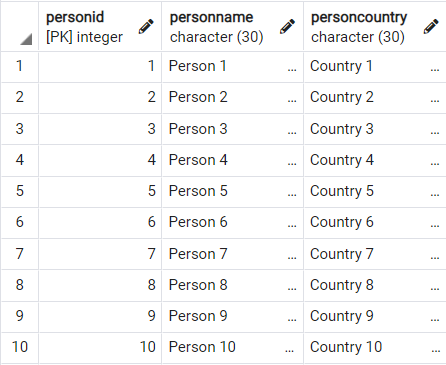 personid personname personcountry
[PK] integer character (30) character (30)
1 1 Person 1 ... Country 1 ...
2 2 Person 2 ... Country 2 ...
3 3 Person 3 ... Country 3 ...
4 4 Person 4 ... Country 4 ...
5 5 Person 5 ... Country 5 ...
6 6 Person 6 ... Country 6 ...
7 7 Person 7 ... Country 7 ...
8 8 Person 8 ... Country 8 ...
9 9 Person 9 ... Country 9 ...
10 10 Person 10 ... Country 10 ...